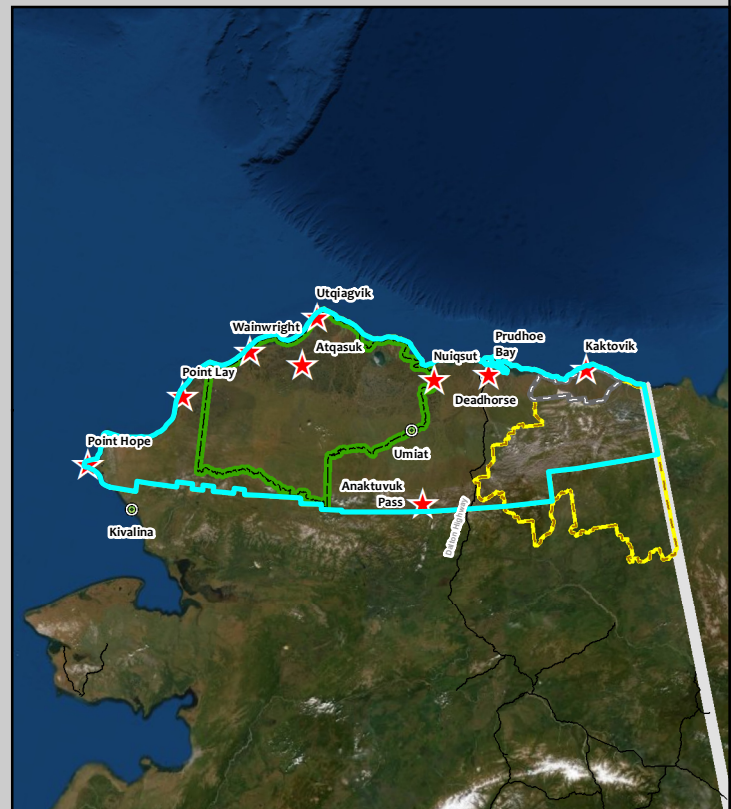 Utqiagvik
Wainwright
Atqasuk
Prudhoe
Bay
Kaktovik
Nuiqsut
Point Lay
Deadhorse
Point Hope
Umiat
Anaktuvuk
Pass
Kivalina
Dalton Highway